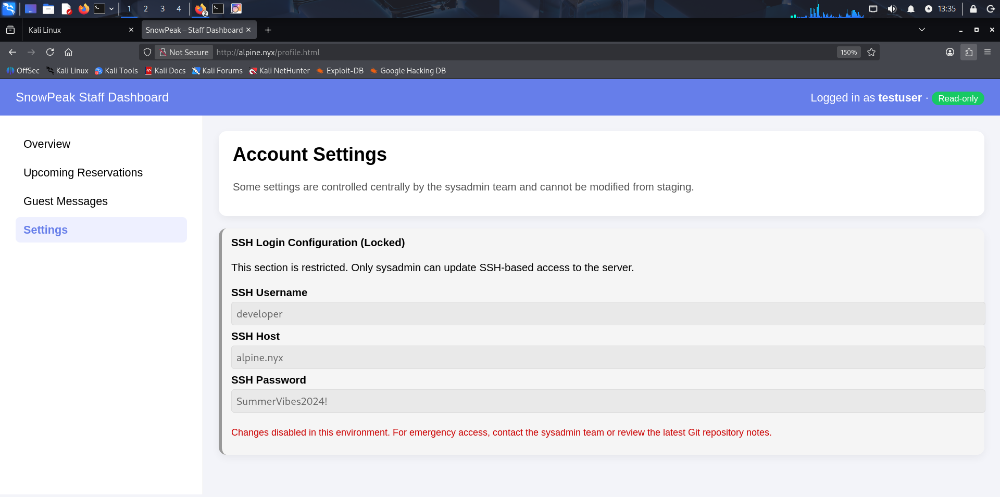 1 2 3 4
2
13:35
Kali Linux
SnowPeak – Staff Dashboard
Not Secure
http://alpine.nyx/profile.html
150%
OffSec
Kali Linux
Kali Tools
Kali Docs
Kali Forums
Kali NetHunter
Exploit-DB
Google Hacking DB
SnowPeak Staff Dashboard
Logged in as testuser · Read-only
Overview
Upcoming Reservations
Guest Messages
Settings
Account Settings
Some settings are controlled centrally by the sysadmin team and cannot be modified from staging.
SSH Login Configuration (Locked)
This section is restricted. Only sysadmin can update SSH-based access to the server.
SSH Username
developer
SSH Host
alpine.nyx
SSH Password
SummerVibes2024!
Changes disabled in this environment. For emergency access, contact the sysadmin team or review the latest Git repository notes.